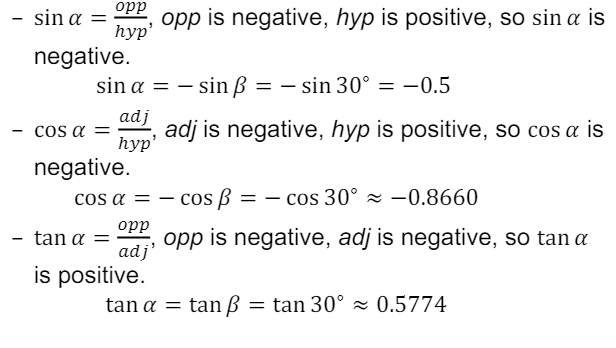 – sin α = opp/hyp, opp is negative, hyp is positive, so sin α is
negative.
sin α = − sin β = − sin 30° = −0.5
– cos α = adj/hyp, adj is negative, hyp is positive, so cos α is
negative.
cos α = − cos β = − cos 30° ≈ −0.8660
– tan α = opp/adj, opp is negative, adj is negative, so tan α
is positive.
tan α = tan β = tan 30° ≈ 0.5774